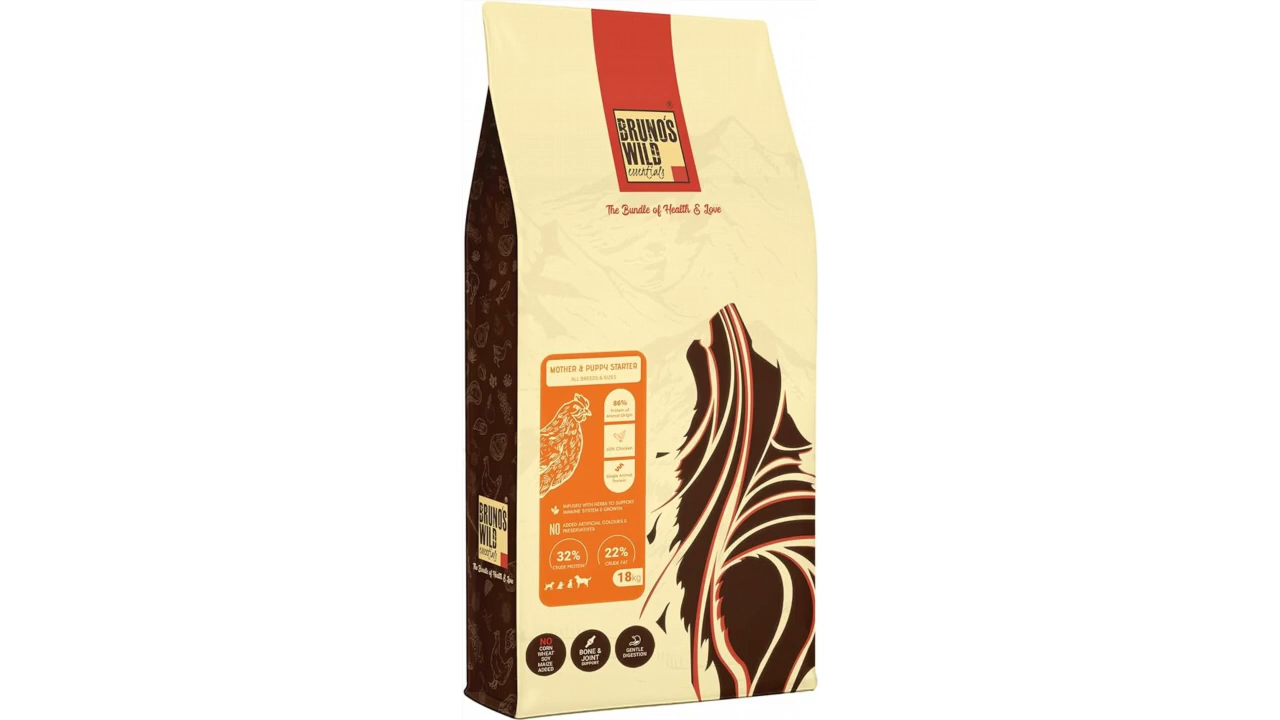 ®
BRUNO'S
WILD
essentials
The Bundle of Health & Love
MOTHER & PUPPY STARTER
ALL BREEDS & SIZES
86%
Protein of
Animal Origin
60% Chicken
Single Animal
Protein
INFUSED WITH HERBS TO SUPPORT
IMMUNE SYSTEM & GROWTH
NO ADDED ARTIFICIAL COLOURS &
PRESERVATIVES
32%
CRUDE PROTEIN
22%
CRUDE FAT
18kg
NO
CORN
WHEAT
SOY
MAIZE
ADDED
BONE &
JOINT
SUPPORT
GENTLE
DIGESTION
®
BRUNO'S
WILD
essentials
The Bundle of Health & Love